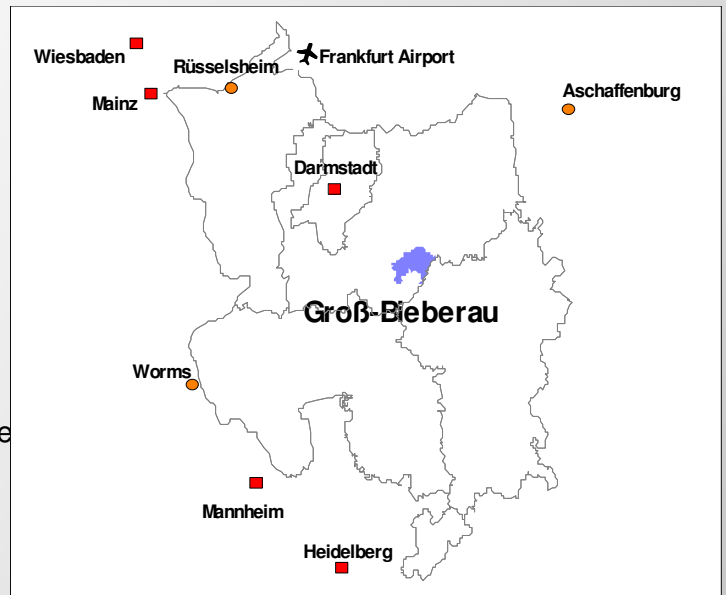 Wiesbaden
Frankfurt Airport
Rüsselsheim
Mainz
Aschaffenburg
Darmstadt
Groß-Bieberau
Worms
e
Mannheim
Heidelberg